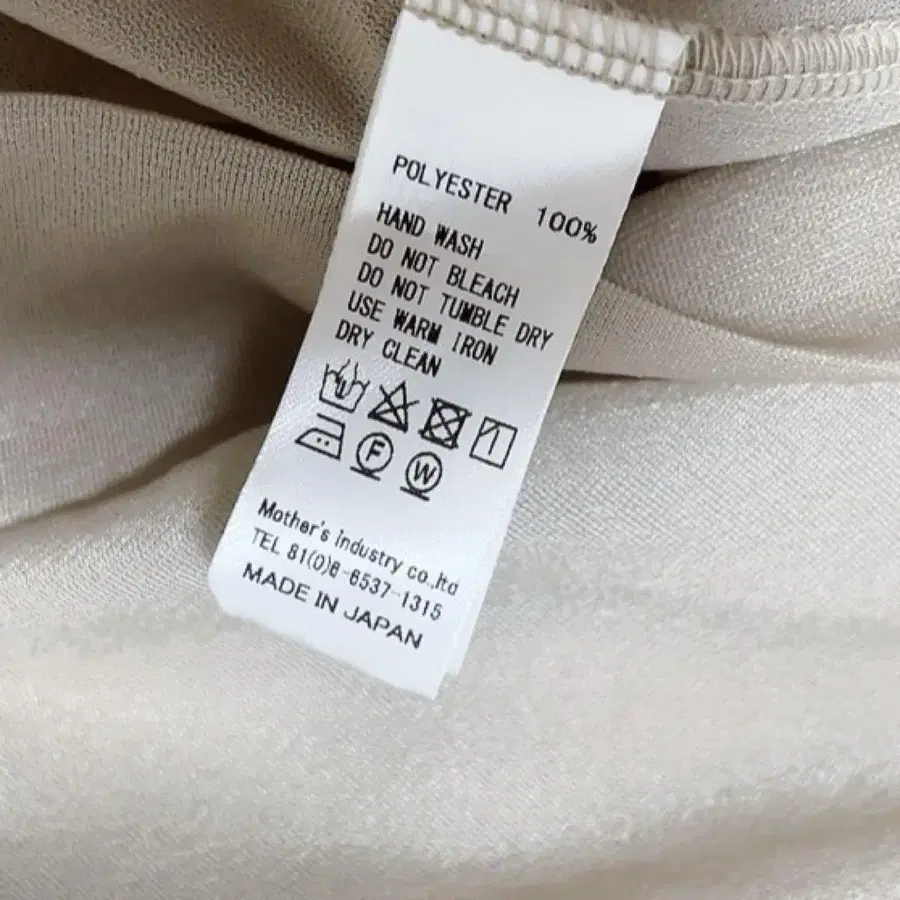 POLYESTER 100%
HAND WASH
DO NOT BLEACH
DO NOT TUMBLE DRY
USE WARM IRON
DRY CLEAN
F
W
Mother's industry co.,ltd
TEL 81(0)6-6537-1315
MADE IN JAPAN